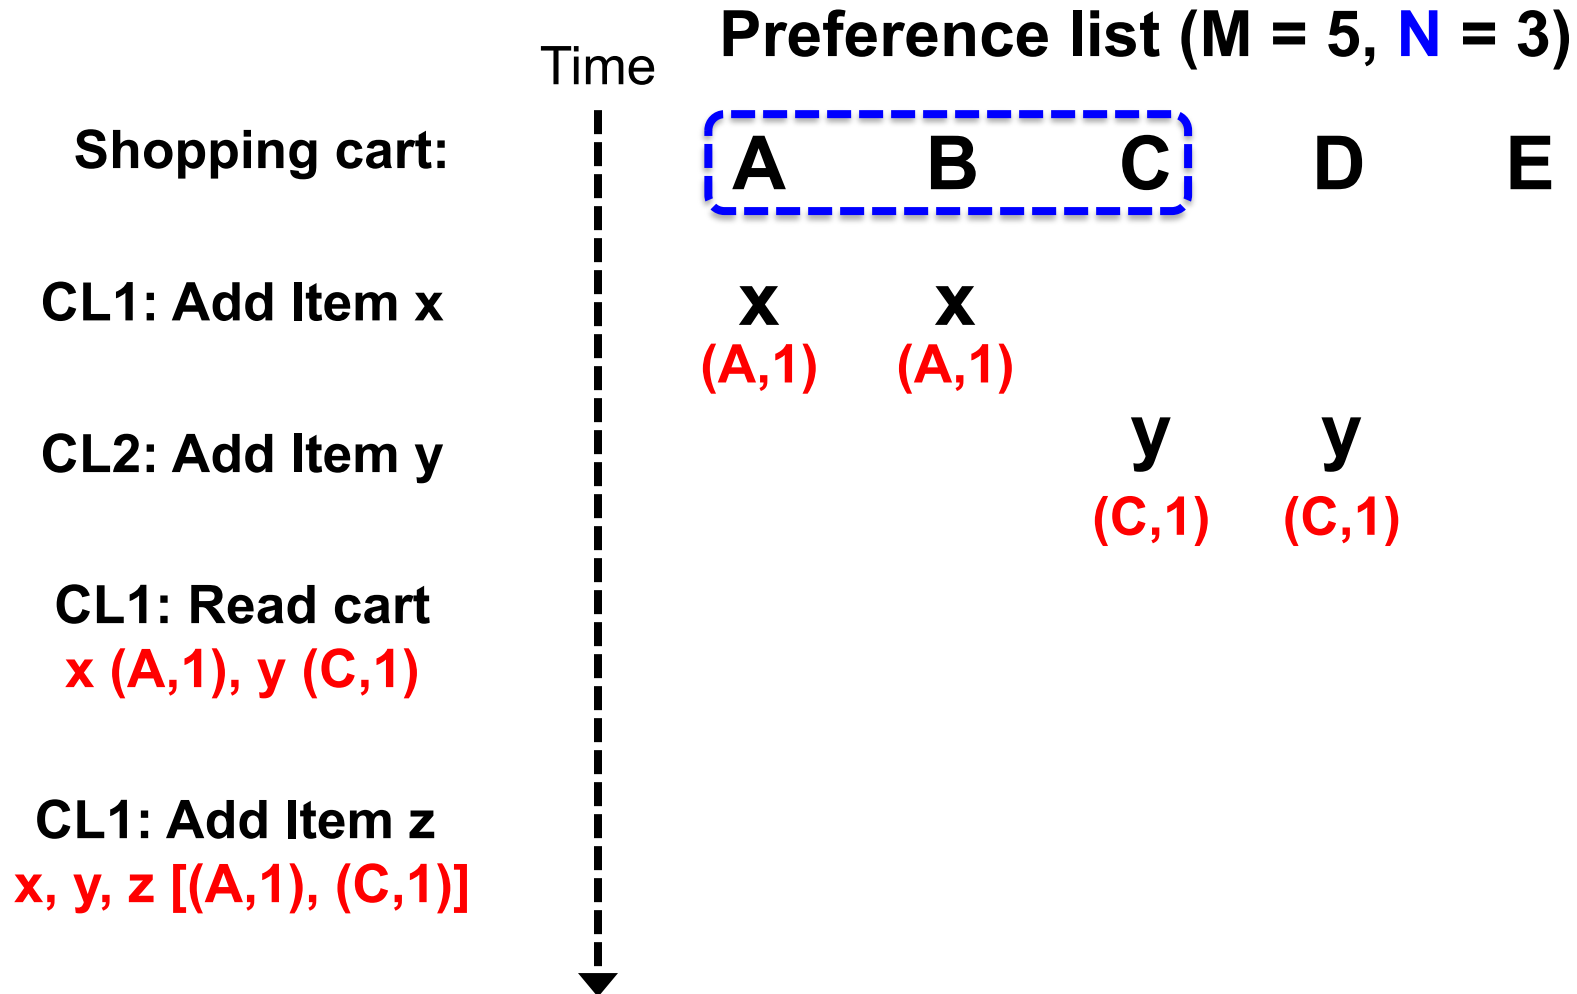 Preference list (M = 5, N = 3)
Time
Shopping cart:
A B C D E
CL1: Add Item x
x x
(A,1) (A,1)
CL2: Add Item y
y y
(C,1) (C,1)
CL1: Read cart
x (A,1), y (C,1)
CL1: Add Item z
x, y, z [(A,1), (C,1)]